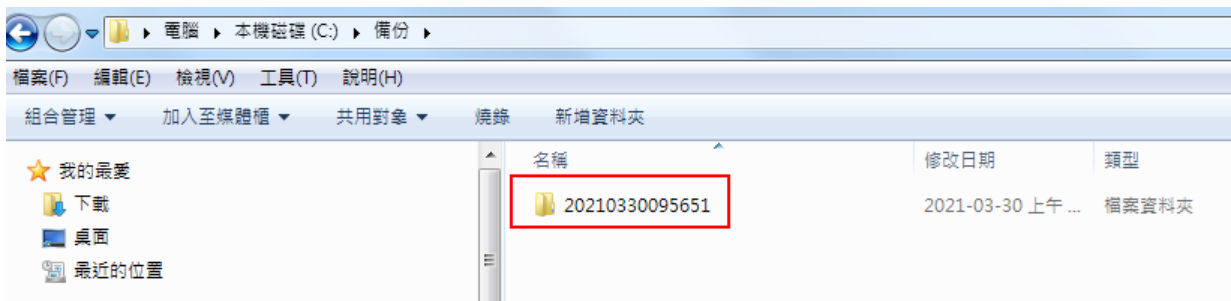 電腦 ▸ 本機磁碟 (C:) ▸ 備份 ▸
檔案(F) 編輯(E) 檢視(V) 工具(T) 說明(H)
組合管理 ▼ 加入至媒體櫃 ▼ 共用對象 ▼ 燒錄 新增資料夾
我的最愛
下載
桌面
最近的位置
名稱 修改日期 類型
20210330095651 2021-03-30 上午 ... 檔案資料夾